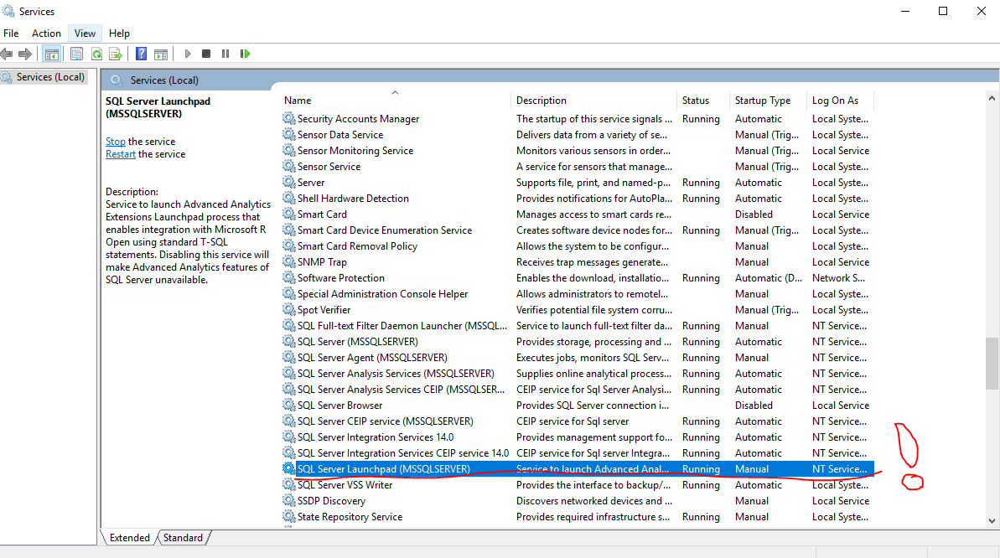 Services
File Action View Help
Services (Local)
Services (Local)
SQL Server Launchpad
(MSSQLSERVER)
Stop the service
Restart the service
Description:
Service to launch Advanced Analytics
Extensions Launchpad process that
enables integration with Microsoft R
Open using standard T-SQL
statements. Disabling this service will
make Advanced Analytics features of
SQL Server unavailable.
Name Description Status Startup Type Log On As
Security Accounts Manager The startup of this service signals ... Running Automatic Local Syste...
Sensor Data Service Delivers data from a variety of se... Manual (Trig... Local Syste...
Sensor Monitoring Service Monitors various sensors in order... Manual (Trig... Local Service
Sensor Service A service for sensors that manage... Manual (Trig... Local Syste...
Server Supports file, print, and named-p... Running Automatic Local Syste...
Shell Hardware Detection Provides notifications for AutoPla... Running Automatic Local Syste...
Smart Card Manages access to smart cards re... Disabled Local Service
Smart Card Device Enumeration Service Creates software device nodes for... Running Manual (Trig... Local Syste...
Smart Card Removal Policy Allows the system to be configur... Manual Local Syste...
SNMP Trap Receives trap messages generate... Manual Local Service
Software Protection Enables the download, installatio... Running Automatic (D... Network S...
Special Administration Console Helper Allows administrators to remotel... Manual Local Syste...
Spot Verifier Verifies potential file system corru... Manual (Trig... Local Syste...
SQL Full-text Filter Daemon Launcher (MSSQL... Service to launch full-text filter da... Running Manual NT Service...
SQL Server (MSSQLSERVER) Provides storage, processing and ... Running Automatic NT Service...
SQL Server Agent (MSSQLSERVER) Executes jobs, monitors SQL Serv... Running Manual NT Service...
SQL Server Analysis Services (MSSQLSERVER) Supplies online analytical process... Running Automatic NT Service...
SQL Server Analysis Services CEIP (MSSQLSER... CEIP service for Sql Server Analysi... Running Automatic NT Service...
SQL Server Browser Provides SQL Server connection i... Disabled Local Service
SQL Server CEIP service (MSSQLSERVER) CEIP service for Sql server Running Automatic NT Service...
SQL Server Integration Services 14.0 Provides management support fo... Running Automatic NT Service...
SQL Server Integration Services CEIP service 14.0 CEIP service for Sql server Integra... Running Automatic NT Service...
SQL Server Launchpad (MSSQLSERVER) Service to launch Advanced Anal... Running Manual NT Service...
SQL Server VSS Writer Provides the interface to backup/... Running Automatic Local Syste...
SSDP Discovery Discovers networked devices and ... Manual Local Service
State Repository Service Provides required infrastructure s... Running Manual Local Syste...
Extended Standard
!